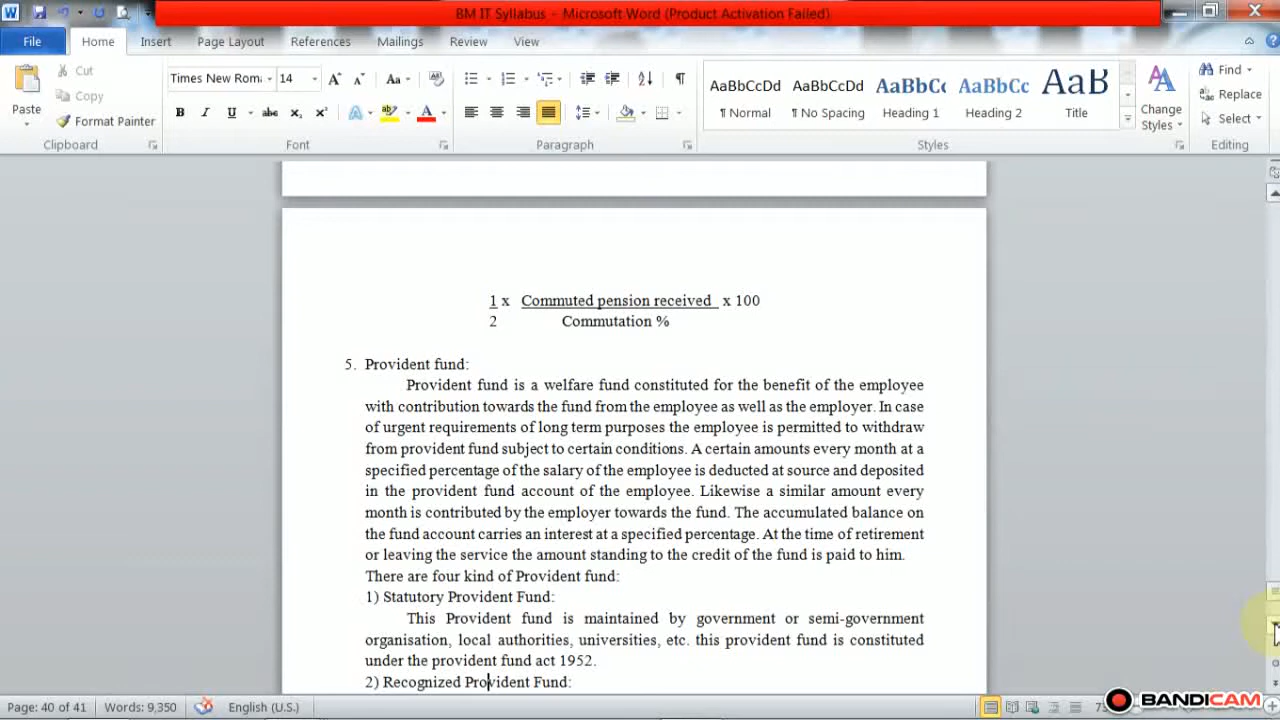 BM IT Syllabus - Microsoft Word (Product Activation Failed)
File Home Insert Page Layout References Mailings Review View
Cut
Copy
Paste
Format Painter
Times New Rom 14
AaBbCcDd AaBbCcDd AaBbCc AaBbCc AaB
¶ Normal ¶ No Spacing Heading 1 Heading 2 Title
Change Styles
Find
Replace
Select
Clipboard Font Paragraph Styles Editing
1 x Commuted pension received x 100
2 Commutation %
5. Provident fund:
Provident fund is a welfare fund constituted for the benefit of the employee
with contribution towards the fund from the employee as well as the employer. In case
of urgent requirements of long term purposes the employee is permitted to withdraw
from provident fund subject to certain conditions. A certain amounts every month at a
specified percentage of the salary of the employee is deducted at source and deposited
in the provident fund account of the employee. Likewise a similar amount every
month is contributed by the employer towards the fund. The accumulated balance on
the fund account carries an interest at a specified percentage. At the time of retirement
or leaving the service the amount standing to the credit of the fund is paid to him.
There are four kind of Provident fund:
1) Statutory Provident Fund:
This Provident fund is maintained by government or semi-government
organisation, local authorities, universities, etc. this provident fund is constituted
under the provident fund act 1952.
2) Recognized Provident Fund:
Page: 40 of 41 Words: 9,350 English (U.S.)
BANDICAM